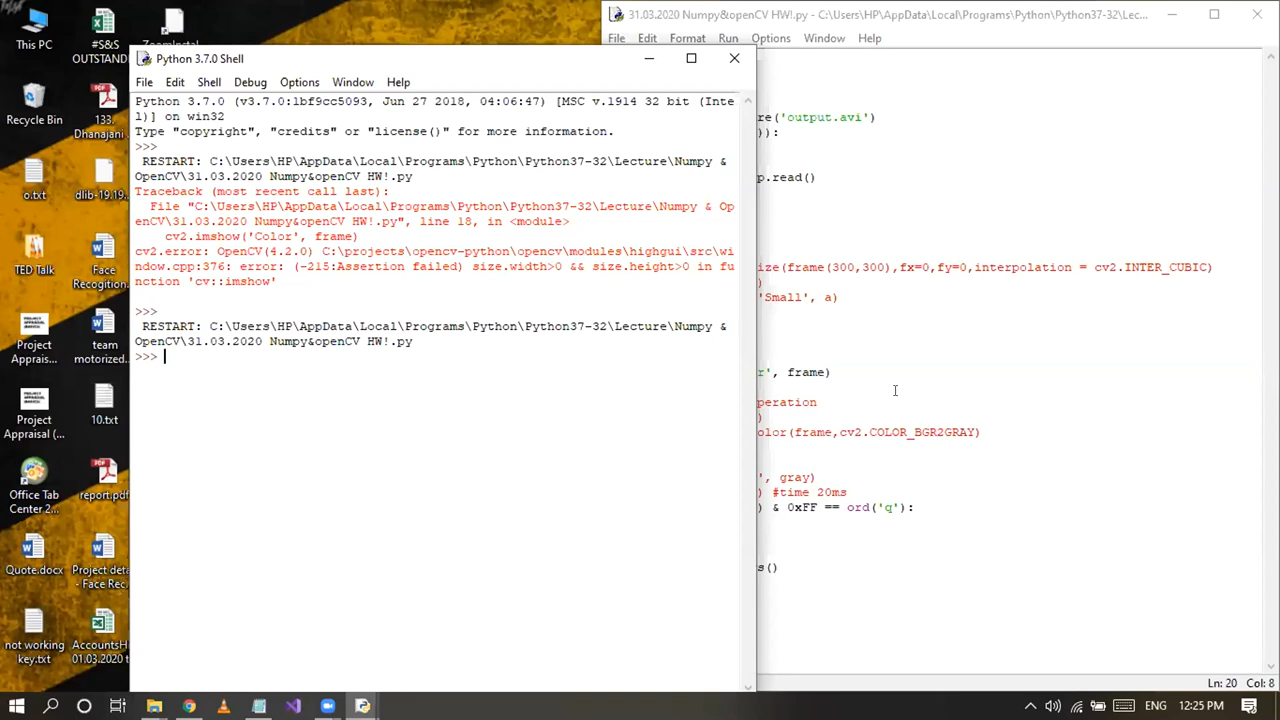 This PC
#S&S
OUTSTAND
ZoomInstal
Recycle Bin
133.
Dhanajani
o.txt
dlib-19.19...
TED Talk
Face
Recogition...
Project
Apprais...
team
motorized...
Project
Appraisal (...
10.txt
Office Tab
Center 2...
report.pdf
Quote.docx
Project deta
- Face Rec...
not working
key.txt
AccountsH
01.03.2020 t
31.03.2020 Numpy&openCV HW!.py - C:\Users\HP\AppData\Local\Programs\Python\Python37-32\Lec...
File Edit Format Run Options Window Help
Python 3.7.0 Shell
File Edit Shell Debug Options Window Help
Python 3.7.0 (v3.7.0:1bf9cc5093, Jun 27 2018, 04:06:47) [MSC v.1914 32 bit (Inte
l)] on win32
Type "copyright", "credits" or "license()" for more information.
>>>
RESTART: C:\Users\HP\AppData\Local\Programs\Python\Python37-32\Lecture\Numpy &
OpenCV\31.03.2020 Numpy&openCV HW!.py
Traceback (most recent call last):
File "C:\Users\HP\AppData\Local\Programs\Python\Python37-32\Lecture\Numpy & Op
enCV\31.03.2020 Numpy&openCV HW!.py", line 18, in <module>
cv2.imshow('Color', frame)
cv2.error: OpenCV(4.2.0) C:\projects\opencv-python\opencv\modules\highgui\src\wi
ndow.cpp:376: error: (-215:Assertion failed) size.width>0 && size.height>0 in fu
nction 'cv::imshow'
>>>
RESTART: C:\Users\HP\AppData\Local\Programs\Python\Python37-32\Lecture\Numpy &
OpenCV\31.03.2020 Numpy&openCV HW!.py
>>>
re('output.avi')
)):
p.read()
ize(frame(300,300),fx=0,fy=0,interpolation = cv2.INTER_CUBIC)
)
'Small', a)
r', frame)
peration
)
olor(frame,cv2.COLOR_BGR2GRAY)
', gray)
) #time 20ms
) & 0xFF == ord('q'):
s()
Ln: 20 Col: 8
ENG 12:25 PM